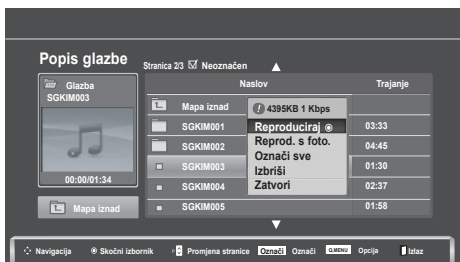 Popis glazbe
Stranica 2/3 Neoznačen
Glazba
SGKIM003
00:00/01:34
Mapa iznad
Naslov Trajanje
Mapa iznad
SGKIM001 03:33
SGKIM002 04:45
SGKIM003 01:30
SGKIM004 02:37
SGKIM005 01:58
4395KB 1 Kbps
Reproduciraj
Reprod. s foto.
Označi sve
Izbriši
Zatvori
Navigacija Skočni izbornik Promjena stranice Označi Označi Q.MENU Opcija Izlaz